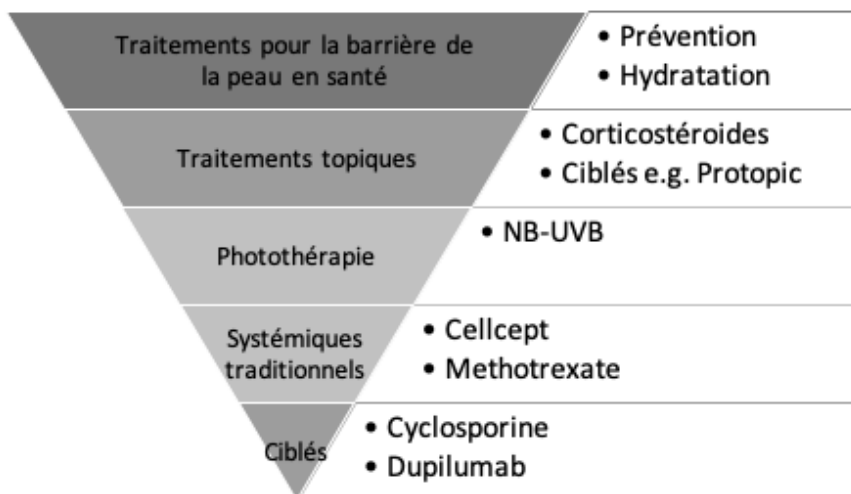 Traitements pour la barrière de
la peau en santé
• Prévention
• Hydratation
Traitements topiques
• Corticostéroides
• Ciblés e.g. Protopic
Photothérapie
• NB-UVB
Systémiques
traditionnels
• Cellcept
• Methotrexate
Ciblés
• Cyclosporine
• Dupilumab